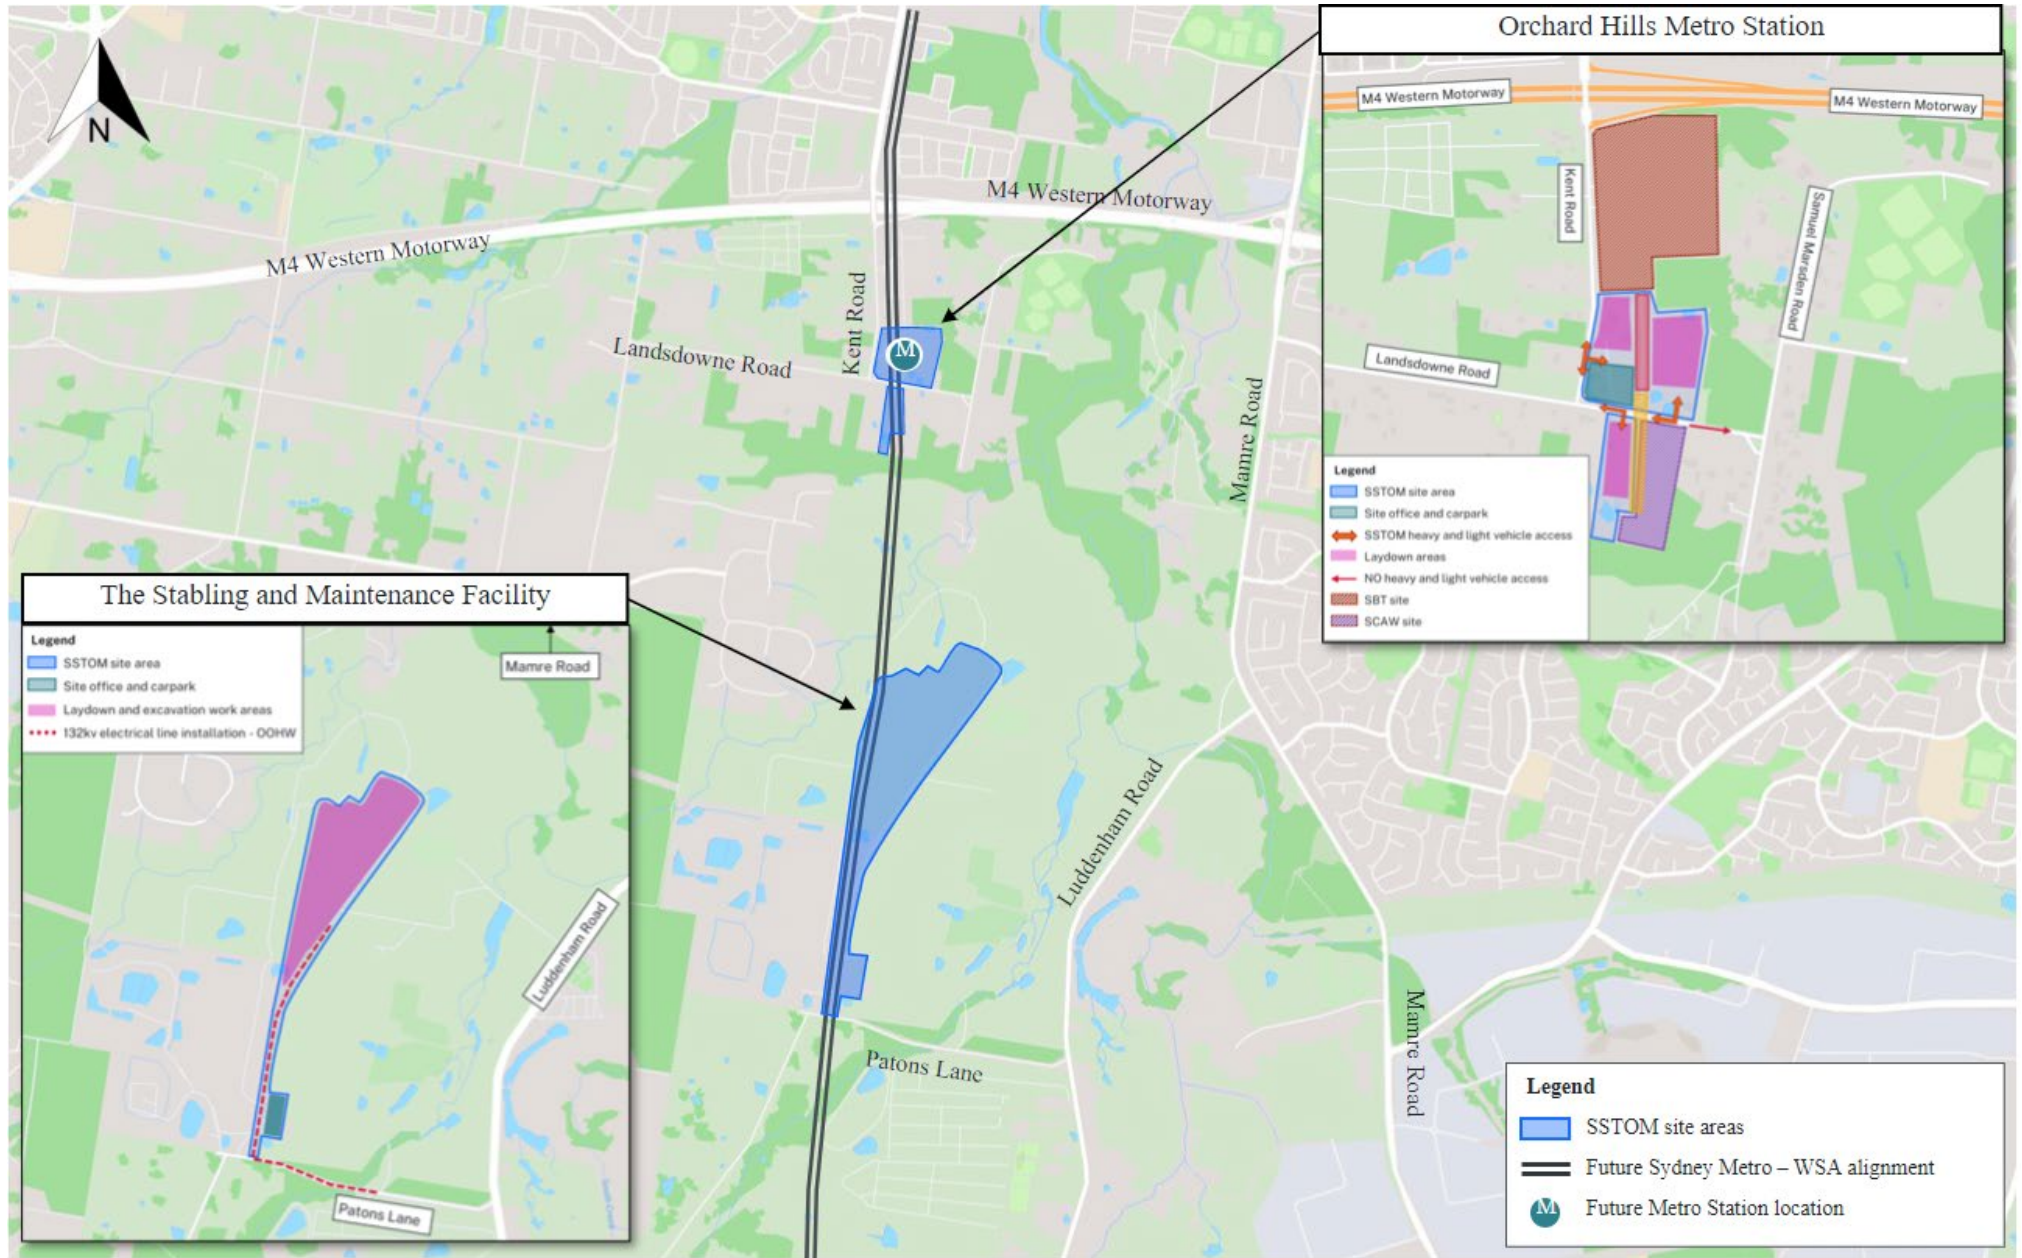 Orchard Hills Metro Station
M4 Western Motorway
M4 Western Motorway
Kent Road
Samuel Marsden Road
Landsdowne Road
Legend
SSTOM site area
Site office and carpark
SSTOM heavy and light vehicle access
Laydown areas
NO heavy and light vehicle access
SBT site
SCAW site
N
M4 Western Motorway
M4 Western Motorway
Kent Road
Landsdowne Road
M
Mamre Road
The Stabling and Maintenance Facility
Legend
SSTOM site area
Site office and carpark
Laydown and excavation work areas
132kv electrical line installation - OOHW
Mamre Road
Luddenham Road
Patons Lane
Luddenham Road
Patons Lane
Mamre Road
Legend
SSTOM site areas
Future Sydney Metro – WSA alignment
M
Future Metro Station location